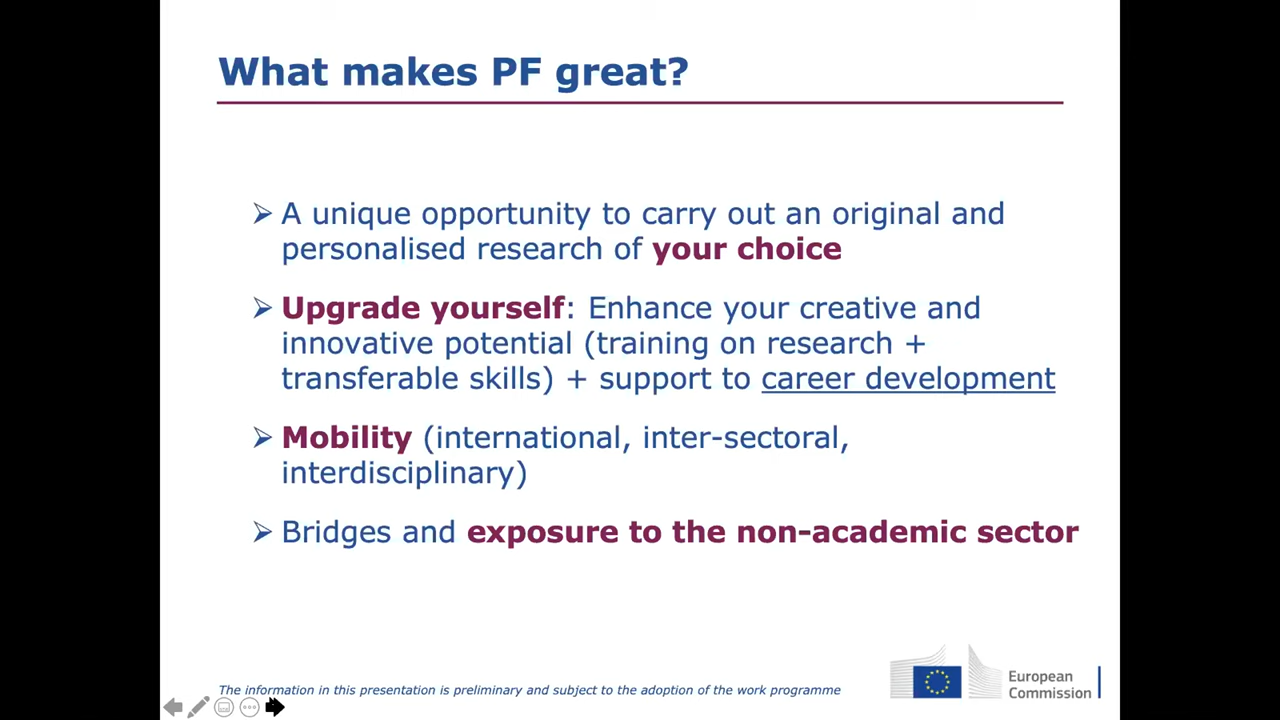 What makes PF great?
A unique opportunity to carry out an original and
personalised research of your choice
Upgrade yourself: Enhance your creative and
innovative potential (training on research +
transferable skills) + support to career development
Mobility (international, inter-sectoral,
interdisciplinary)
Bridges and exposure to the non-academic sector
The information in this presentation is preliminary and subject to the adoption of the work programme
European
Commission